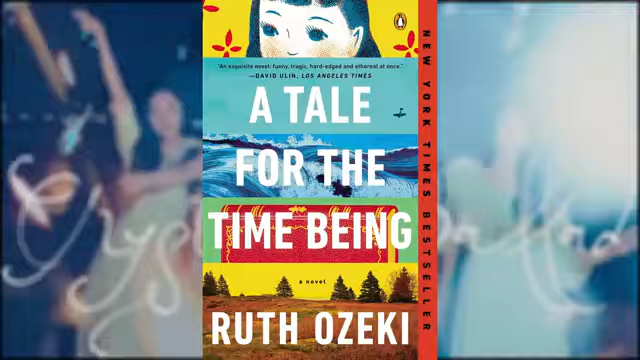 "An exquisite novel: funny, tragic, hard-edged and ethereal at once."
—DAVID ULIN, LOS ANGELES TIMES
A TALE
FOR THE
TIME BEING
a novel
RUTH OZEKI
NEW YORK TIMES BESTSELLER